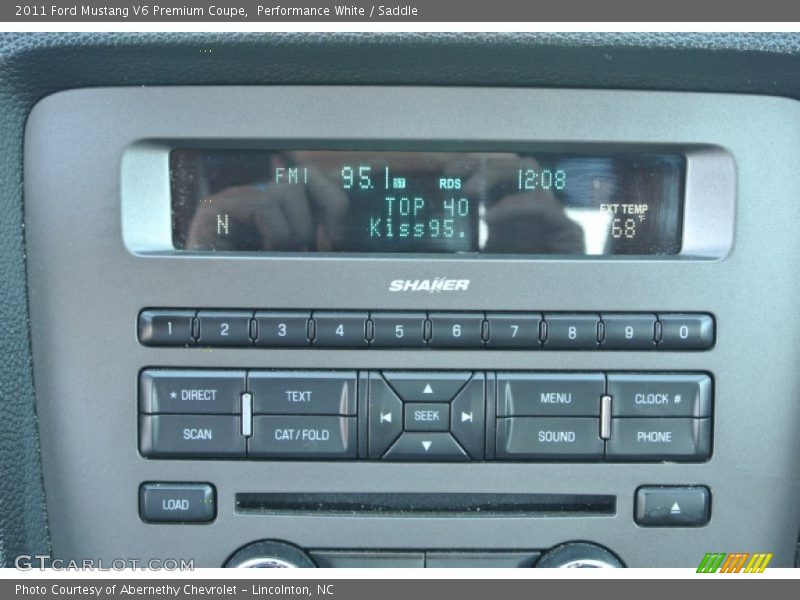 2011 Ford Mustang V6 Premium Coupe,  Performance White / Saddle
FM1 95.1 ST RDS 12:08
TOP 40 EXT TEMP
N Kiss95. 68°F
SHAKER
1 2 3 4 5 6 7 8 9 0
* DIRECT TEXT MENU CLOCK #
SEEK
SCAN CAT/FOLD SOUND PHONE
LOAD
GTCARLOT.COM
Photo Courtesy of Abernethy Chevrolet – Lincolnton, NC